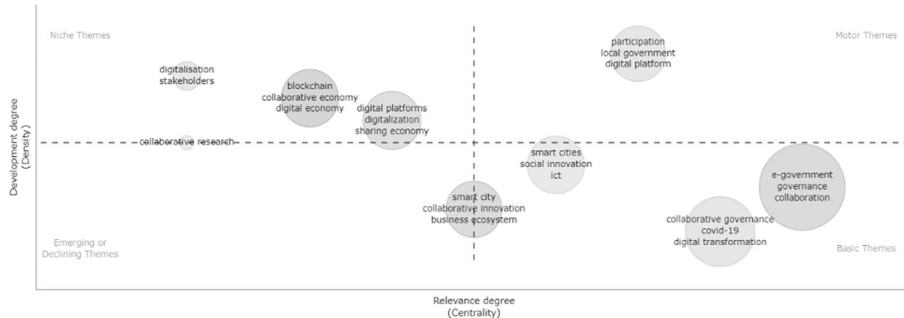 Niche Themes
Motor Themes
participation
local government
digital platform
digitalisation
stakeholders
blockchain
collaborative economy
digital economy
digital platforms
digitalization
sharing economy
collaborative research
smart cities
social innovation
ict
e-government
governance
collaboration
smart city
collaborative innovation
business ecosystem
collaborative governance
covid-19
digital transformation
Emerging or
Declining Themes
Basic Themes
Development degree
(Density)
Relevance degree
(Centrality)